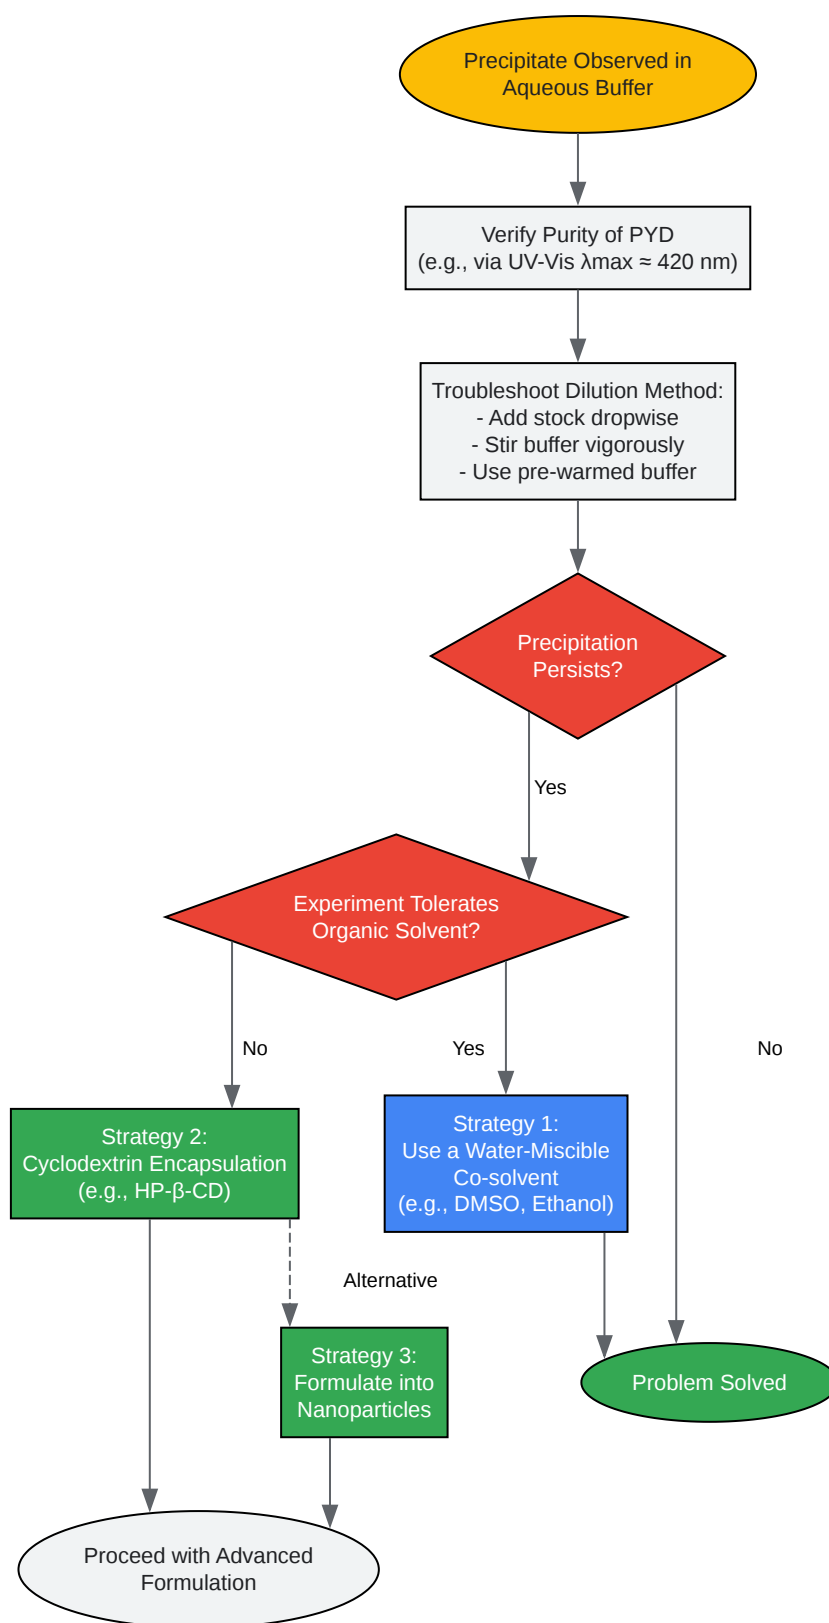 Precipitate Observed in
Aqueous Buffer
Verify Purity of PYD
(e.g., via UV-Vis λmax ≈ 420 nm)
Troubleshoot Dilution Method:
- Add stock dropwise
- Stir buffer vigorously
- Use pre-warmed buffer
Precipitation
Persists?
Yes
Experiment Tolerates
Organic Solvent?
No
Yes
No
Strategy 2:
Cyclodextrin Encapsulation
(e.g., HP-β-CD)
Strategy 1:
Use a Water-Miscible
Co-solvent
(e.g., DMSO, Ethanol)
Alternative
Strategy 3:
Formulate into
Nanoparticles
Problem Solved
Proceed with Advanced
Formulation